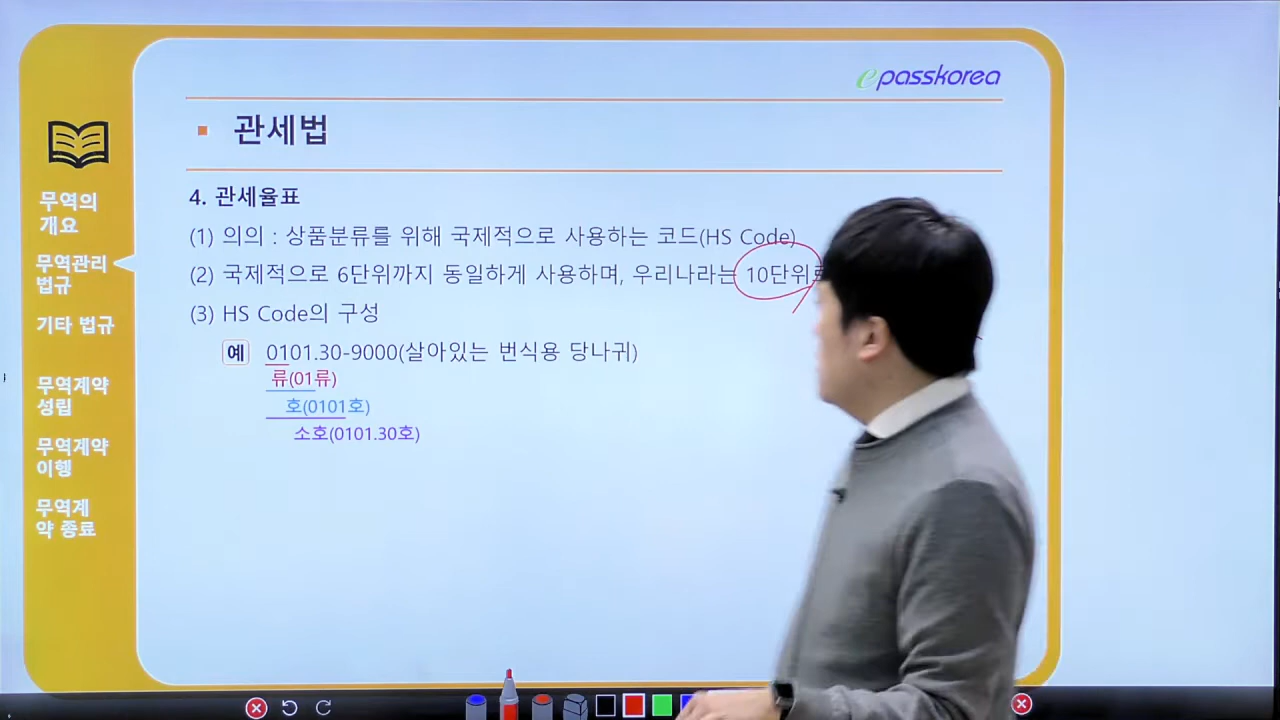 epasskorea
관세법
무역의
개요
무역관리
법규
기타 법규
무역계약
성립
무역계약
이행
무역계
약 종료
4. 관세율표
(1) 의의 : 상품분류를 위해 국제적으로 사용하는 코드(HS Code)
(2) 국제적으로 6단위까지 동일하게 사용하며, 우리나라는 10단위로
(3) HS Code의 구성
예 0101.30-9000(살아있는 번식용 당나귀)
류(01류)
호(0101호)
소호(0101.30호)